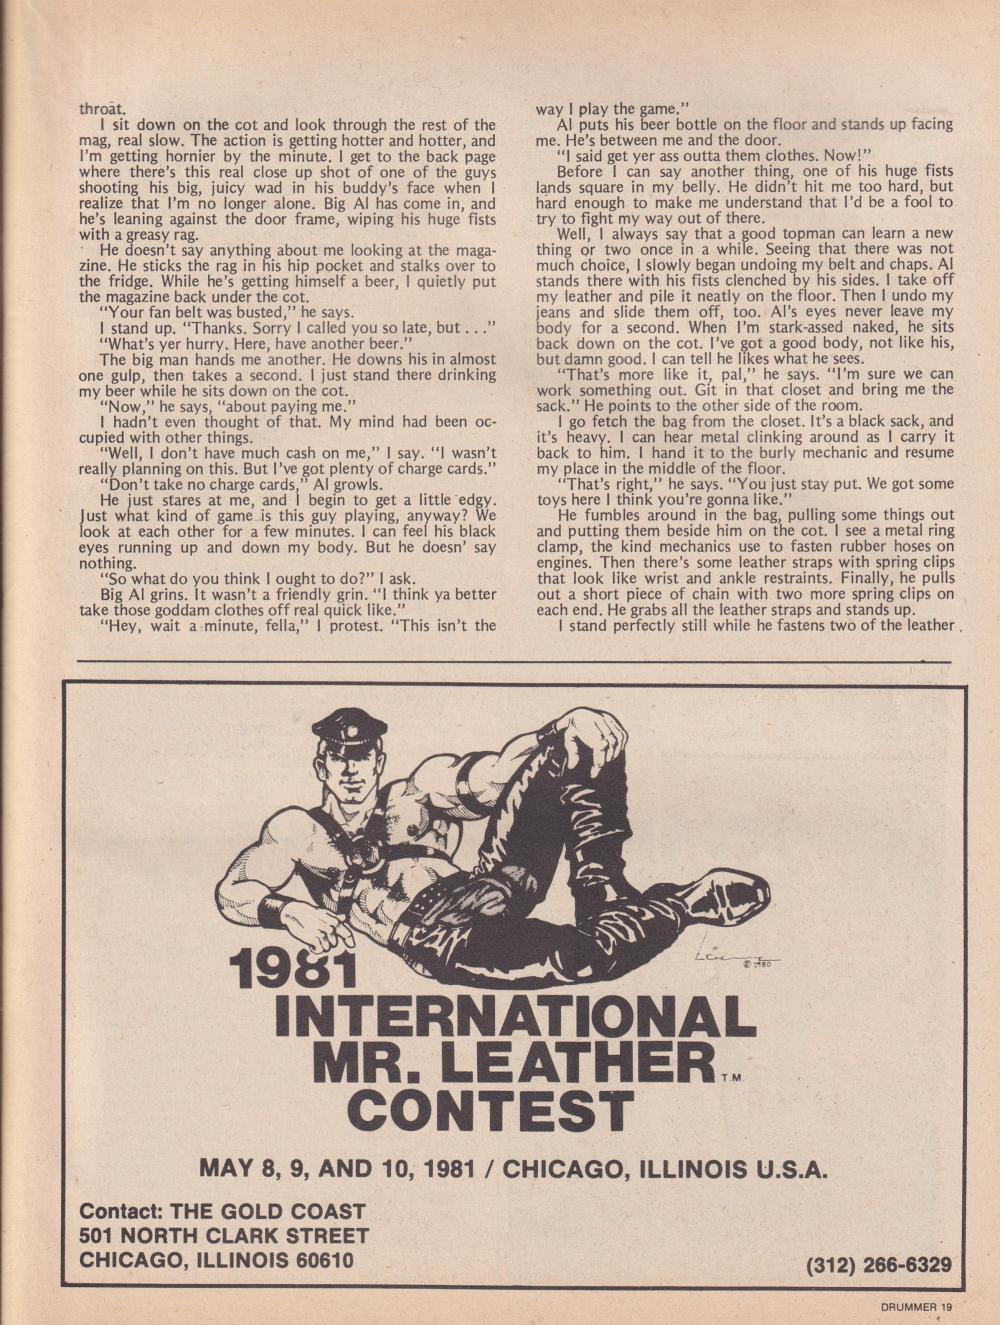 throat.
I sit down on the cot and look through the rest of the
mag, real slow. The action is getting hotter and hotter, and
I'm getting hornier by the minute. I get to the back page
where there's this real close up shot of one of the guys
shooting his big, juicy wad in his buddy's face when I
realize that I'm no longer alone. Big Al has come in, and
he's leaning against the door frame, wiping his huge fists
with a greasy rag.
He doesn't say anything about me looking at the maga-
zine. He sticks the rag in his hip pocket and stalks over to
the fridge. While he's getting himself a beer, I quietly put
the magazine back under the cot.
"Your fan belt was busted," he says.
I stand up. "Thanks. Sorry I called you so late, but . . ."
"What's yer hurry. Here, have another beer."
The big man hands me another. He downs his in almost
one gulp, then takes a second. I just stand there drinking
my beer while he sits down on the cot.
"Now," he says, "about paying me."
I hadn't even thought of that. My mind had been oc-
cupied with other things.
"Well, I don't have much cash on me," I say. "I wasn't
really planning on this. But I've got plenty of charge cards."
"Don't take no charge cards," Al growls.
He just stares at me, and I begin to get a little edgy.
Just what kind of game is this guy playing, anyway? We
look at each other for a few minutes. I can feel his black
eyes running up and down my body. But he doesn' say
nothing.
"So what do you think I ought to do?" I ask.
Big Al grins. It wasn't a friendly grin. "I think ya better
take those goddam clothes off real quick like."
"Hey, wait a minute, fella," I protest. "This isn't the
way I play the game."
Al puts his beer bottle on the floor and stands up facing
me. He's between me and the door.
"I said get yer ass outta them clothes. Now!"
Before I can say another thing, one of his huge fists
lands square in my belly. He didn't hit me too hard, but
hard enough to make me understand that I'd be a fool to
try to fight my way out of there.
Well, I always say that a good topman can learn a new
thing or two once in a while. Seeing that there was not
much choice, I slowly began undoing my belt and chaps. Al
stands there with his fists clenched by his sides. I take off
my leather and pile it neatly on the floor. Then I undo my
jeans and slide them off, too. Al's eyes never leave my
body for a second. When I'm stark-assed naked, he sits
back down on the cot. I've got a good body, not like his,
but damn good. I can tell he likes what he sees.
"That's more like it, pal," he says. "I'm sure we can
work something out. Git in that closet and bring me the
sack." He points to the other side of the room.
I go fetch the bag from the closet. It's a black sack, and
it's heavy. I can hear metal clinking around as I carry it
back to him. I hand it to the burly mechanic and resume
my place in the middle of the floor.
"That's right," he says. "You just stay put. We got some
toys here I think you're gonna like."
He fumbles around in the bag, pulling some things out
and putting them beside him on the cot. I see a metal ring
clamp, the kind mechanics use to fasten rubber hoses on
engines. Then there's some leather straps with spring clips
that look like wrist and ankle restraints. Finally, he pulls
out a short piece of chain with two more spring clips on
each end. He grabs all the leather straps and stands up.
I stand perfectly still while he fastens two of the leather
© 1980
1981
INTERNATIONAL
MR. LEATHER T.M.
CONTEST
MAY 8, 9, AND 10, 1981 / CHICAGO, ILLINOIS U.S.A.
Contact: THE GOLD COAST
501 NORTH CLARK STREET
CHICAGO, ILLINOIS 60610
(312) 266-6329
DRUMMER 19